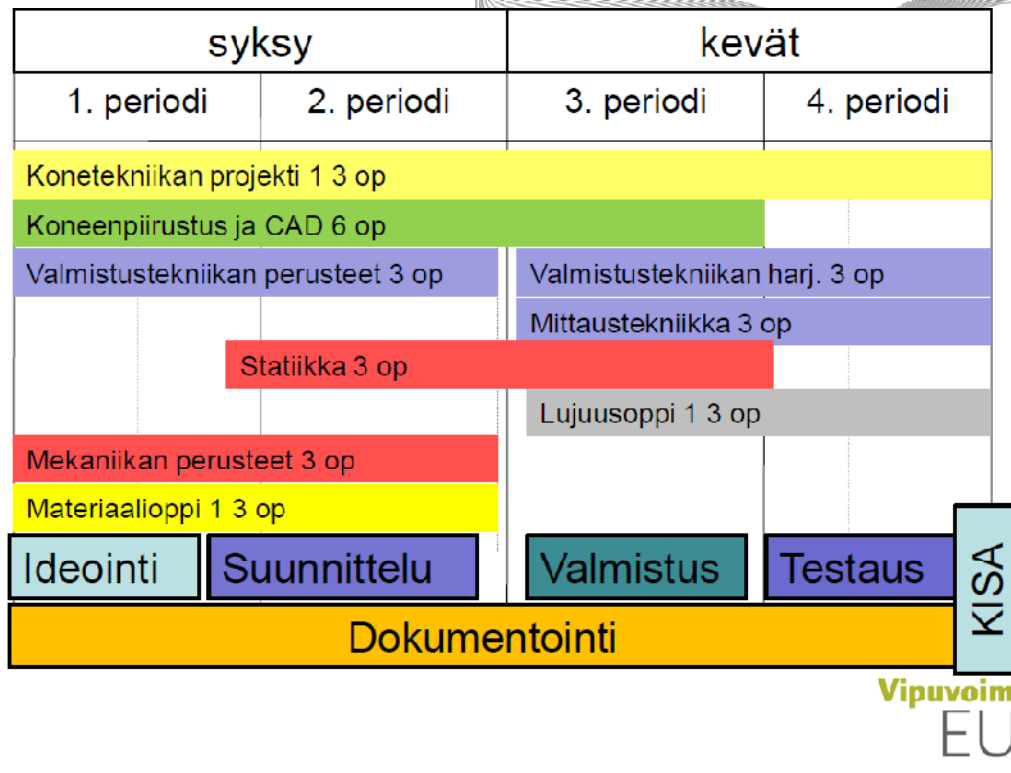 syksy kevät
1. periodi 2. periodi 3. periodi 4. periodi
Konetekniikan projekti 1 3 op
Koneenpiirustus ja CAD 6 op
Valmistustekniikan perusteet 3 op Valmistustekniikan harj. 3 op
Mittaustekniikka 3 op
Statiikka 3 op
Lujuusoppi 1 3 op
Mekaniikan perusteet 3 op
Materiaalioppi 1 3 op
Ideointi Suunnittelu Valmistus Testaus KISA
Dokumentointi
Vipuvoim
EU